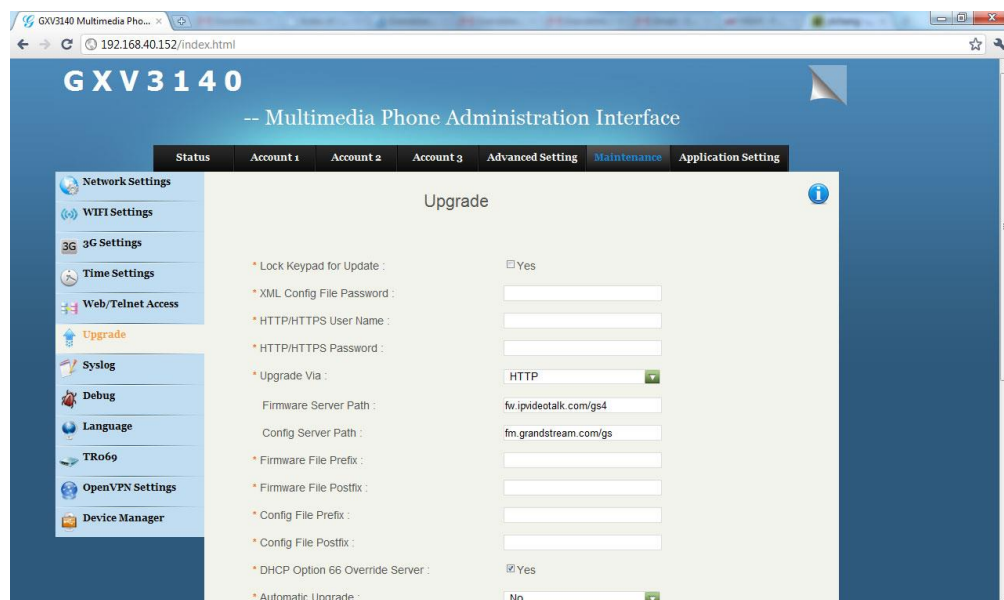 GXV3140 Multimedia Pho...
192.168.40.152/index.html
GXV3140
-- Multimedia Phone Administration Interface
Status Account 1 Account 2 Account 3 Advanced Setting Maintenance Application Setting
Network Settings
WIFI Settings
3G 3G Settings
Time Settings
Web/Telnet Access
Upgrade
Syslog
Debug
Language
TR069
OpenVPN Settings
Device Manager
Upgrade
* Lock Keypad for Update : Yes
* XML Config File Password :
* HTTP/HTTPS User Name :
* HTTP/HTTPS Password :
* Upgrade Via : HTTP
Firmware Server Path : fw.ipvideotalk.com/gs4
Config Server Path : fm.grandstream.com/gs
* Firmware File Prefix :
* Firmware File Postfix :
* Config File Prefix :
* Config File Postfix :
* DHCP Option 66 Override Server : Yes
* Automatic Upgrade : No